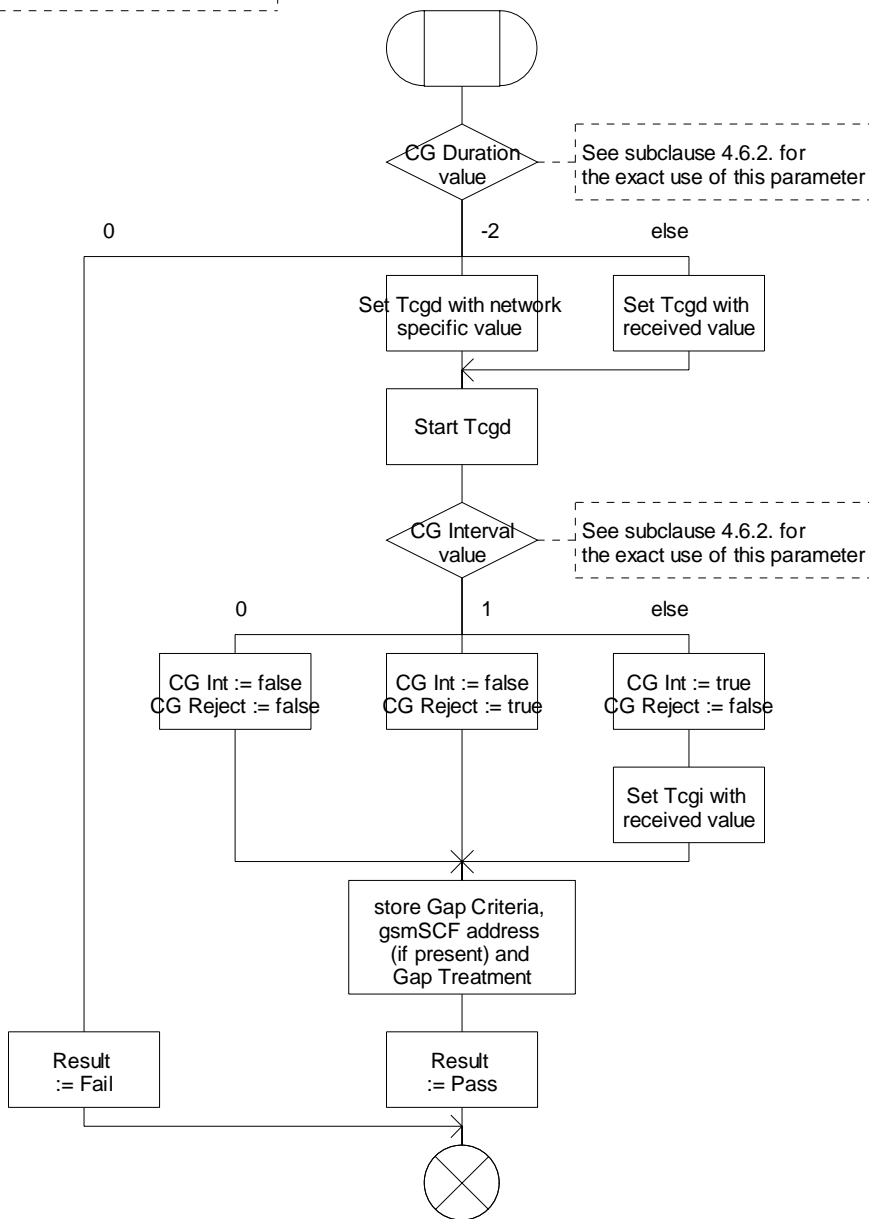 CG Duration
value
See subclause 4.6.2. for
the exact use of this parameter
0
-2
else
Set Tcgd with network
specific value
Set Tcgd with
received value
Start Tcgd
CG Interval
value
See subclause 4.6.2. for
the exact use of this parameter
0
1
else
CG Int := false
CG Reject := false
CG Int := false
CG Reject := true
CG Int := true
CG Reject := false
Set Tcgi with
received value
store Gap Criteria,
gsmSCF address
(if present) and
Gap Treatment
Result
:= Fail
Result
:= Pass